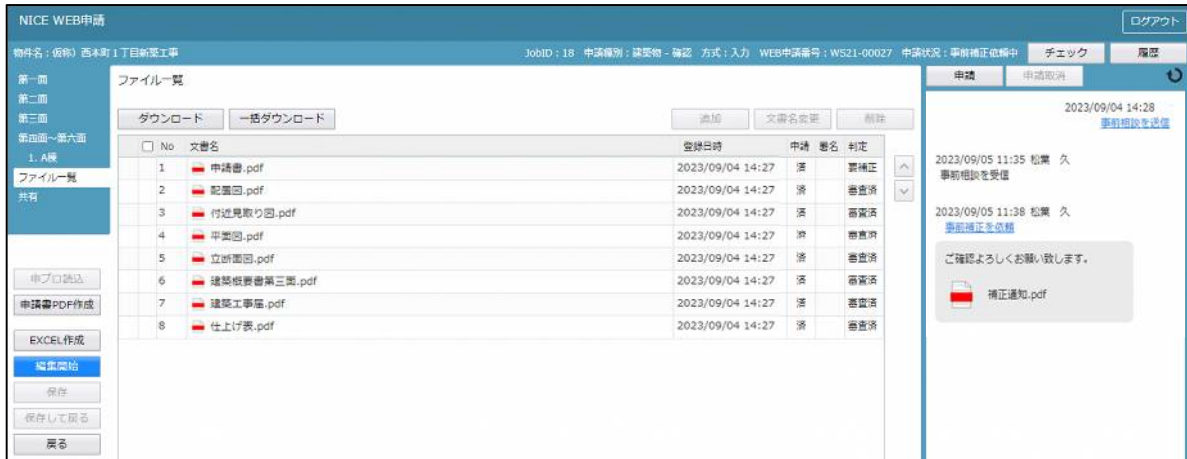 NICE WEB申請
ログアウト
物件名：仮称）西本町１丁目新築工事
JobID：18 申請種別：建築物 - 確認 方式：入力 WEB申請番号：WS21-00027 申請状況：事前補正依頼中
チェック
履歴
第一面
第二面
第三面
第四面～第六面
1. A棟
ファイル一覧
共有
申プロ読込
申請書PDF作成
EXCEL作成
編集開始
保存
保存して戻る
戻る
ファイル一覧
ダウンロード
一括ダウンロード
追加
文書名変更
削除
No 文書名 登録日時 申請 署名 判定
1 申請書.pdf 2023/09/04 14:27 済 要補正
2 配置図.pdf 2023/09/04 14:27 済 審査済
3 付近見取り図.pdf 2023/09/04 14:27 済 審査済
4 平面図.pdf 2023/09/04 14:27 済 審査済
5 立断面図.pdf 2023/09/04 14:27 済 審査済
6 建築概要書第三面.pdf 2023/09/04 14:27 済 審査済
7 建築工事届.pdf 2023/09/04 14:27 済 審査済
8 仕上げ表.pdf 2023/09/04 14:27 済 審査済
申請
申請取消
2023/09/04 14:28
事前相談を送信
2023/09/05 11:35 松葉 久
事前相談を受信
2023/09/05 11:38 松葉 久
事前補正を依頼
ご確認よろしくお願い致します。
補正通知.pdf